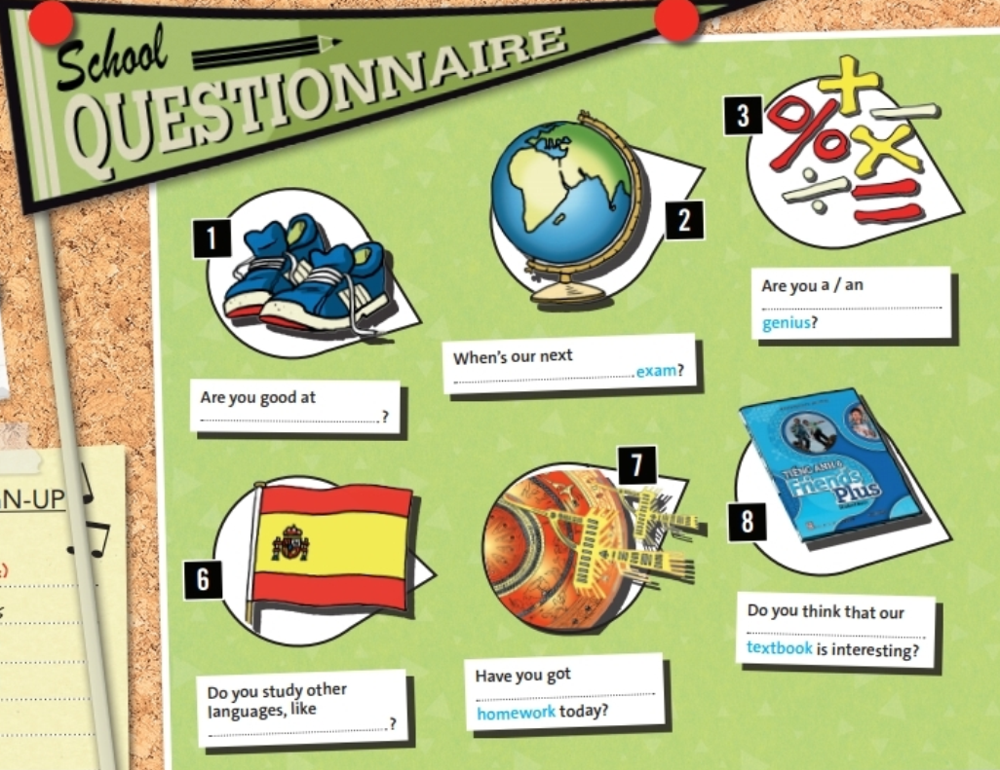 School
QUESTIONNAIRE
1
Are you good at
?
2
When's our next
exam?
3
Are you a / an
genius?
6
Do you study other
languages, like
?
7
Have you got
homework today?
8
TIẾNG ANH 6
Friends
Plus
Do you think that our
textbook is interesting?
GN-UP